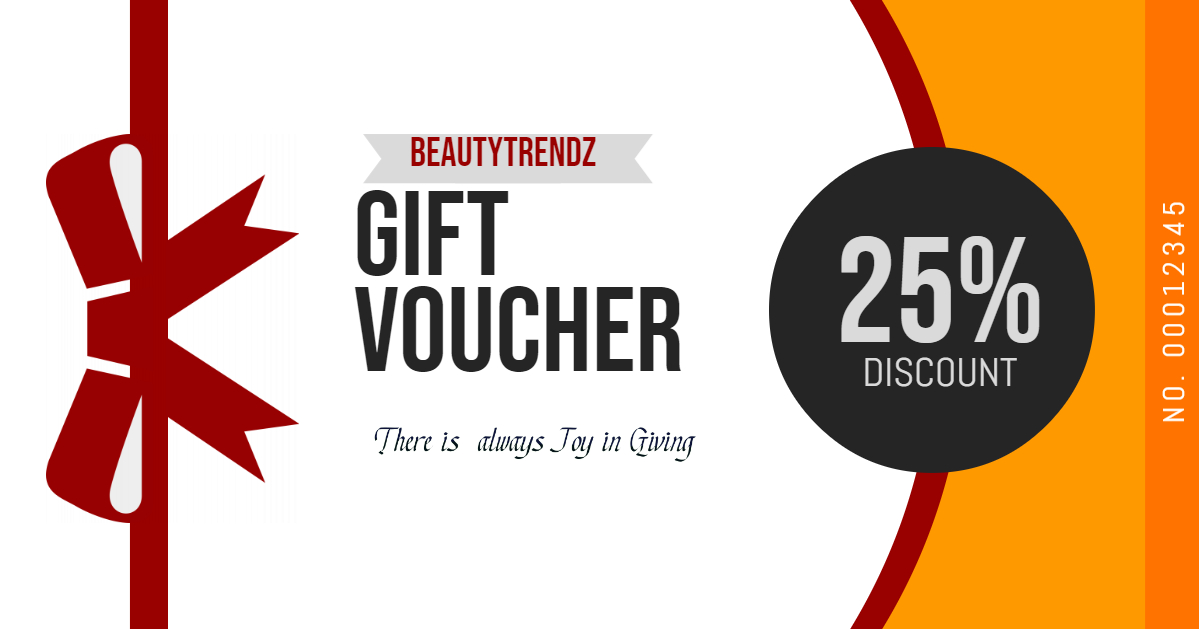 BEAUTYTRENDZ
GIFT
VOUCHER
There is always Joy in Giving
25%
DISCOUNT
NO. 00012345